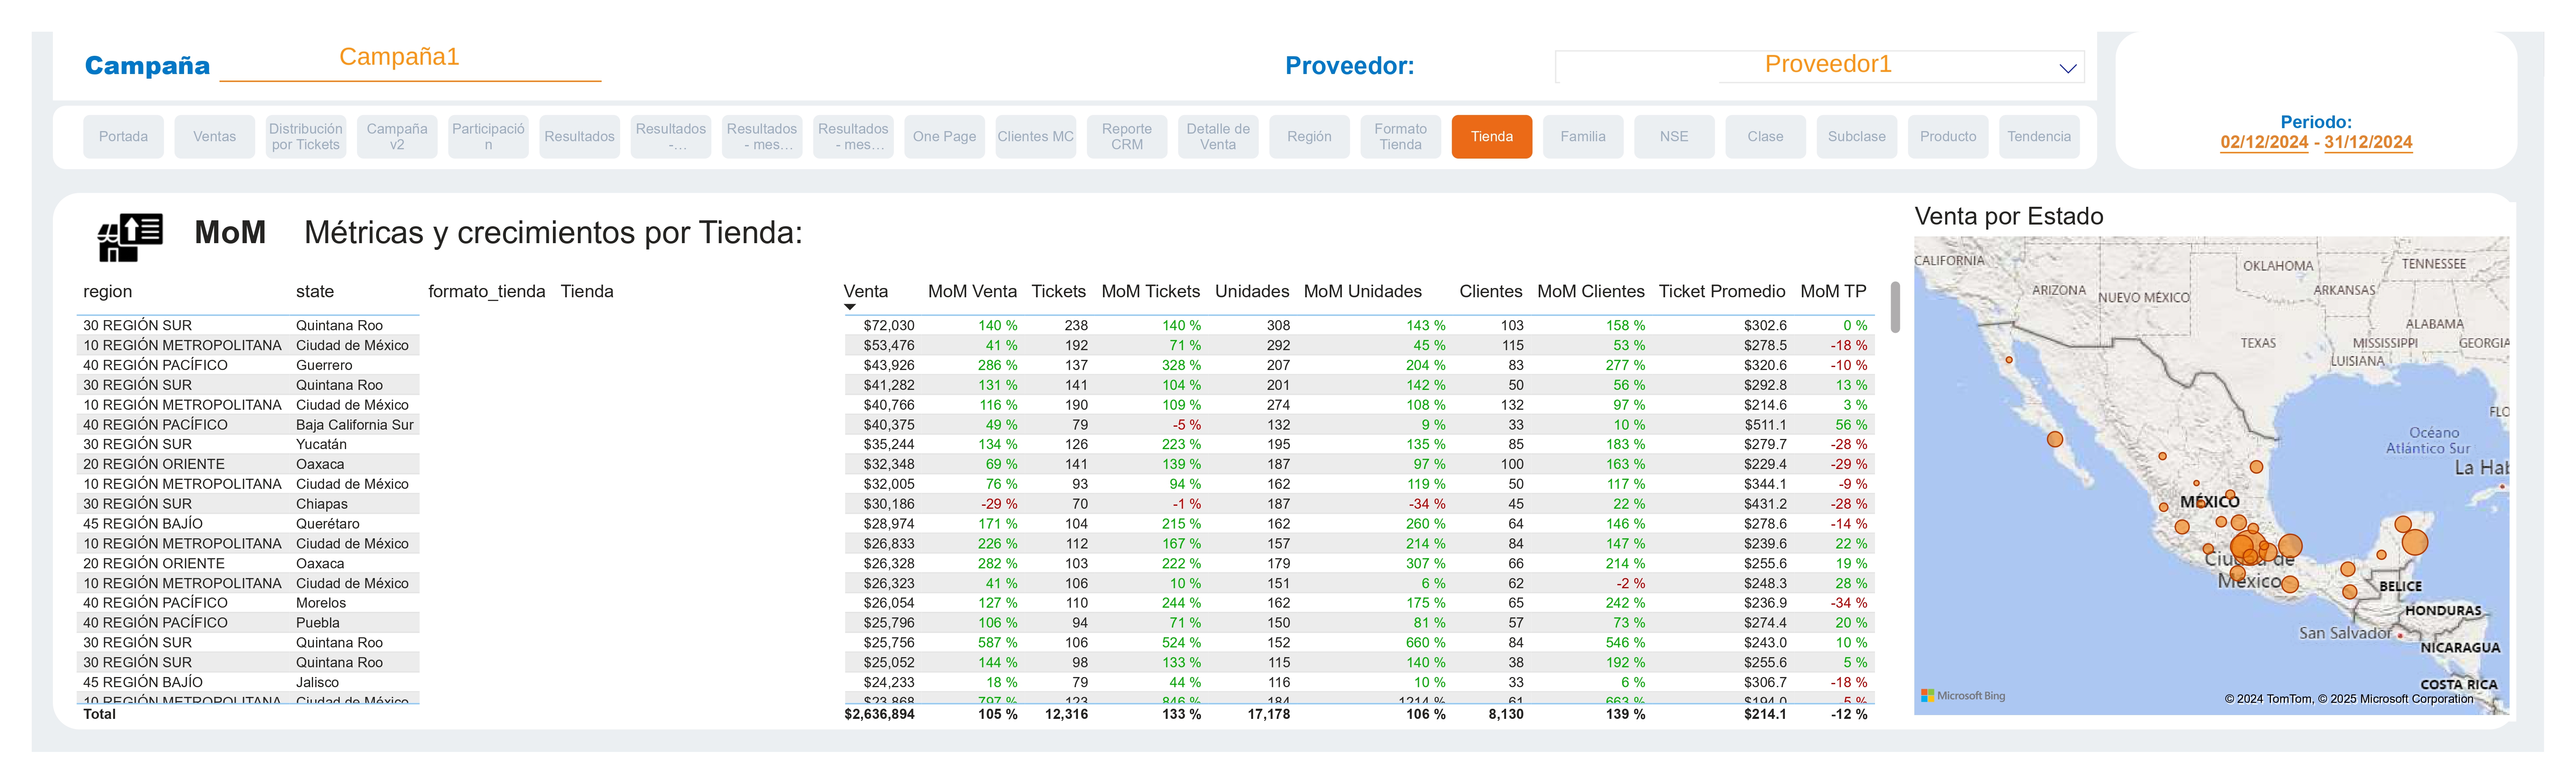 Campaña Campaña1 Proveedor: Proveedor1
Portada
Ventas
Distribución
por Tickets
Campaña
v2
Participació
n
Resultados
Resultados
-...
Resultados
- mes...
Resultados
- mes...
One Page
Clientes MC
Reporte
CRM
Detalle de
Venta
Región
Formato
Tienda
Tienda
Familia
NSE
Clase
Subclase
Producto
Tendencia
Periodo:
02/12/2024 - 31/12/2024
MoM Métricas y crecimientos por Tienda:
region state formato_tienda Tienda Venta MoM Venta Tickets MoM Tickets Unidades MoM Unidades Clientes MoM Clientes Ticket Promedio MoM TP
30 REGIÓN SUR Quintana Roo $72,030 140 % 238 140 % 308 143 % 103 158 % $302.6 0 %
10 REGIÓN METROPOLITANA Ciudad de México $53,476 41 % 192 71 % 292 45 % 115 53 % $278.5 -18 %
40 REGIÓN PACÍFICO Guerrero $43,926 286 % 137 328 % 207 204 % 83 277 % $320.6 -10 %
30 REGIÓN SUR Quintana Roo $41,282 131 % 141 104 % 201 142 % 50 56 % $292.8 13 %
10 REGIÓN METROPOLITANA Ciudad de México $40,766 116 % 190 109 % 274 108 % 132 97 % $214.6 3 %
40 REGIÓN PACÍFICO Baja California Sur $40,375 49 % 79 -5 % 132 9 % 33 10 % $511.1 56 %
30 REGIÓN SUR Yucatán $35,244 134 % 126 223 % 195 135 % 85 183 % $279.7 -28 %
20 REGIÓN ORIENTE Oaxaca $32,348 69 % 141 139 % 187 97 % 100 163 % $229.4 -29 %
10 REGIÓN METROPOLITANA Ciudad de México $32,005 76 % 93 94 % 162 119 % 50 117 % $344.1 -9 %
30 REGIÓN SUR Chiapas $30,186 -29 % 70 -1 % 187 -34 % 45 22 % $431.2 -28 %
45 REGIÓN BAJÍO Querétaro $28,974 171 % 104 215 % 162 260 % 64 146 % $278.6 -14 %
10 REGIÓN METROPOLITANA Ciudad de México $26,833 226 % 112 167 % 157 214 % 84 147 % $239.6 22 %
20 REGIÓN ORIENTE Oaxaca $26,328 282 % 103 222 % 179 307 % 66 214 % $255.6 19 %
10 REGIÓN METROPOLITANA Ciudad de México $26,323 41 % 106 10 % 151 6 % 62 -2 % $248.3 28 %
40 REGIÓN PACÍFICO Morelos $26,054 127 % 110 244 % 162 175 % 65 242 % $236.9 -34 %
40 REGIÓN PACÍFICO Puebla $25,796 106 % 94 71 % 150 81 % 57 73 % $274.4 20 %
30 REGIÓN SUR Quintana Roo $25,756 587 % 106 524 % 152 660 % 84 546 % $243.0 10 %
30 REGIÓN SUR Quintana Roo $25,052 144 % 98 133 % 115 140 % 38 192 % $255.6 5 %
45 REGIÓN BAJÍO Jalisco $24,233 18 % 79 44 % 116 10 % 33 6 % $306.7 -18 %
10 REGIÓN METROPOLITANA Ciudad de México $23,868 797 % 123 846 % 184 1214 % 61 663 % $194.0 -5 %
Total $2,636,894 105 % 12,316 133 % 17,178 106 % 8,130 139 % $214.1 -12 %
Venta por Estado
CALIFORNIA
OKLAHOMA
TENNESSEE
ARIZONA
NUEVO MÉXICO
ARKANSAS
ALABAMA
TEXAS
MISSISSIPPI
GEORGIA
LUISIANA
FLO
Océano
Atlántico Sur
La Hab
MÉXICO
Ciudad de
México
BELICE
HONDURAS
San Salvador
NICARAGUA
COSTA RICA
Microsoft Bing
© 2024 TomTom, © 2025 Microsoft Corporation